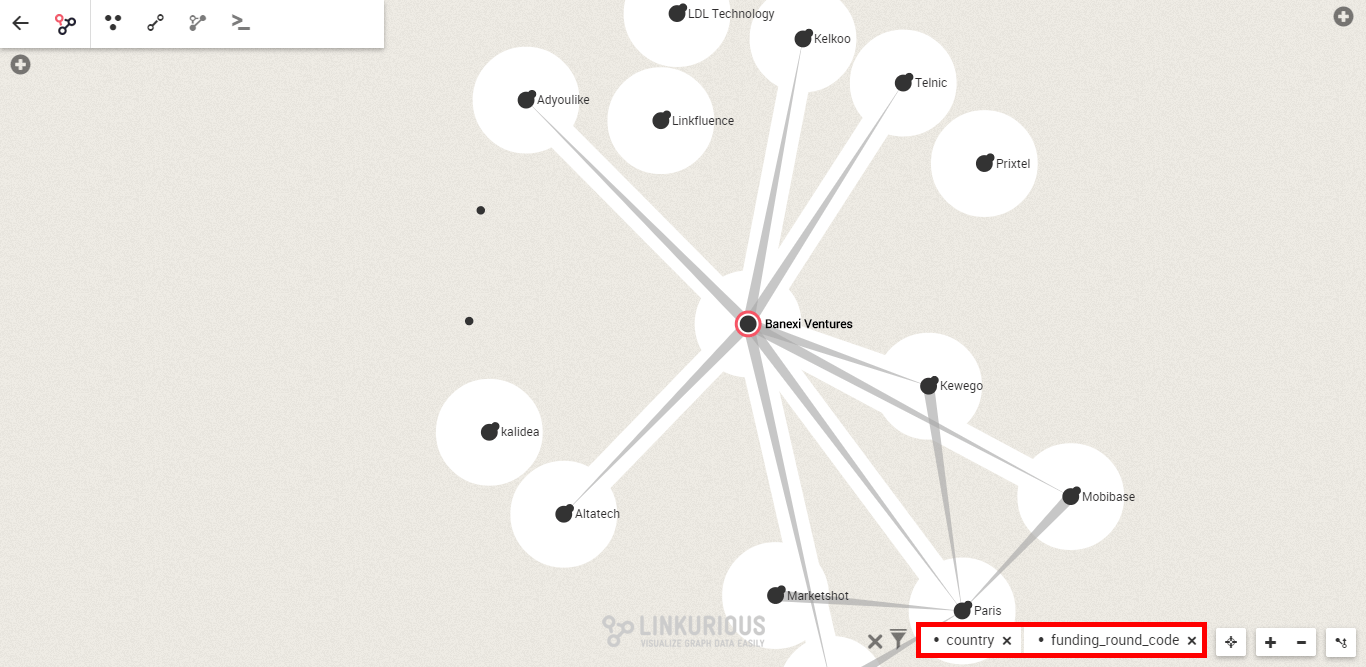 LDL Technology
Kelkoo
Telnic
Adyoulike
Linkfluence
Prixtel
Banexi Ventures
Kewego
kalidea
Mobibase
Altatech
Marketshot
Paris
LINKURIOUS
VISUALIZE GRAPH DATA EASILY
• country × • funding_round_code ×